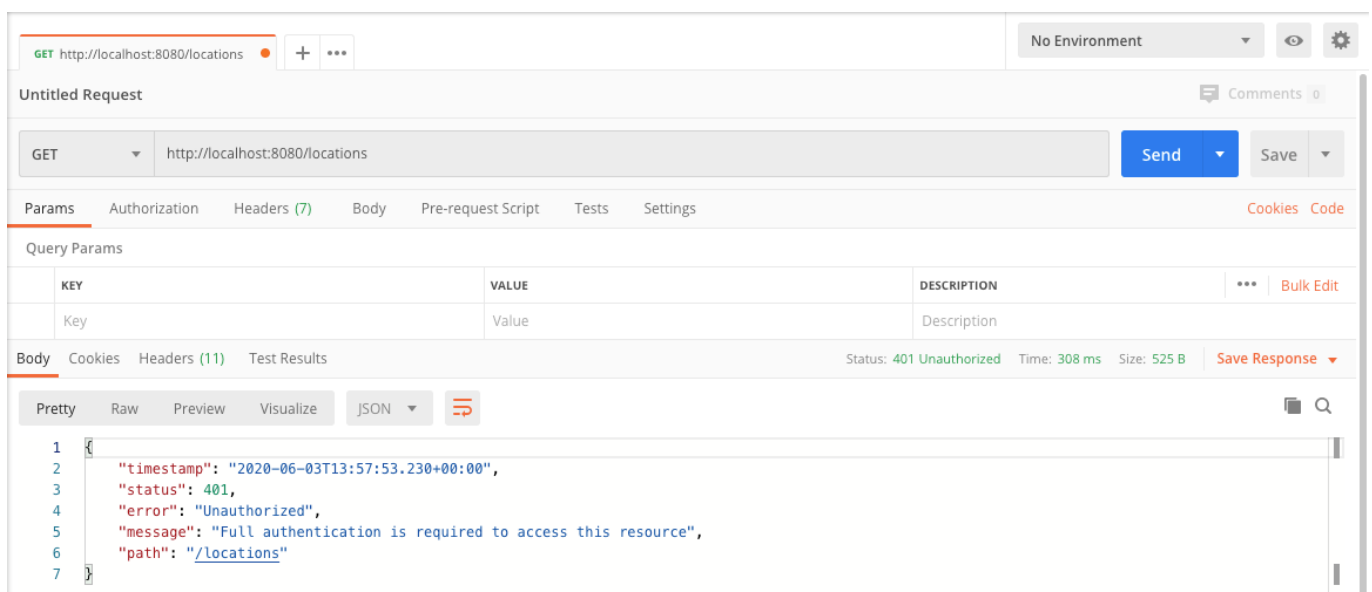 GET http://localhost:8080/locations
No Environment
Untitled Request
Comments 0
GET http://localhost:8080/locations Send Save
Params Authorization Headers (7) Body Pre-request Script Tests Settings Cookies Code
Query Params
KEY VALUE DESCRIPTION ••• Bulk Edit
Key Value Description
Body Cookies Headers (11) Test Results Status: 401 Unauthorized Time: 308 ms Size: 525 B Save Response
Pretty Raw Preview Visualize JSON
1 {
2 "timestamp": "2020-06-03T13:57:53.230+00:00",
3 "status": 401,
4 "error": "Unauthorized",
5 "message": "Full authentication is required to access this resource",
6 "path": "/locations"
7 }